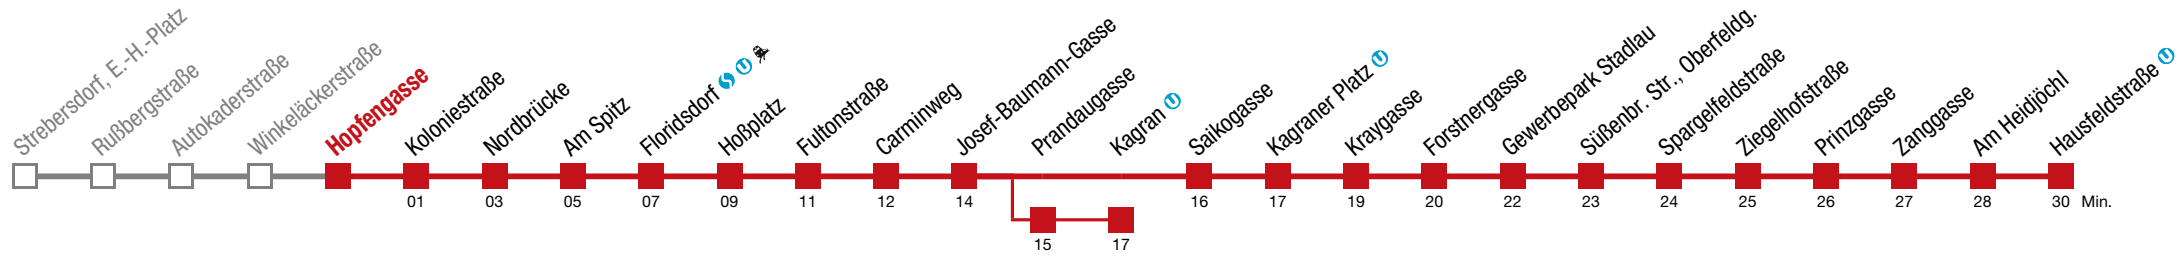 Strebersdorf, E.-H.-Platz
Rußbergstraße
Autokaderstraße
Winkeläckerstraße
Hopfengasse
Koloniestraße
Nordbrücke
Am Spitz
Floridsdorf
Hoßplatz
Fultonstraße
Carminweg
Josef-Baumann-Gasse
Prandaugasse
Kagran U
Saikogasse
Kagraner Platz U
Kraygasse
Forstnergasse
Gewerbepark Stadlau
Süßenbr. Str., Oberfeldg.
Spargelfeldstraße
Ziegelhofstraße
Prinzgasse
Zanggasse
Am Heidjöchl
Hausfeldstraße U
01 03 05 07 09 11 12 14 16 17 19 20 22 23 24 25 26 27 28 30 Min.
15 17